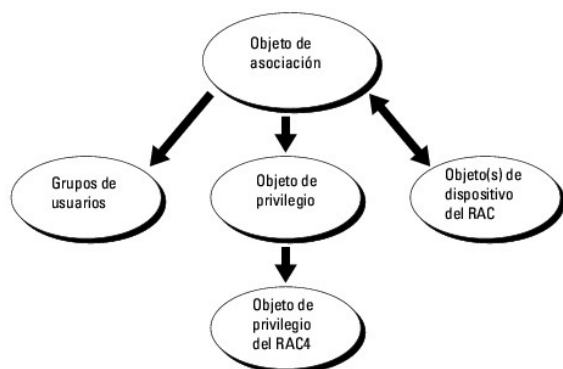 Objeto de
asociación
Grupos de
usuarios
Objeto de
privilegio
Objeto(s) de
dispositivo
del RAC
Objeto de
privilegio
del RAC4